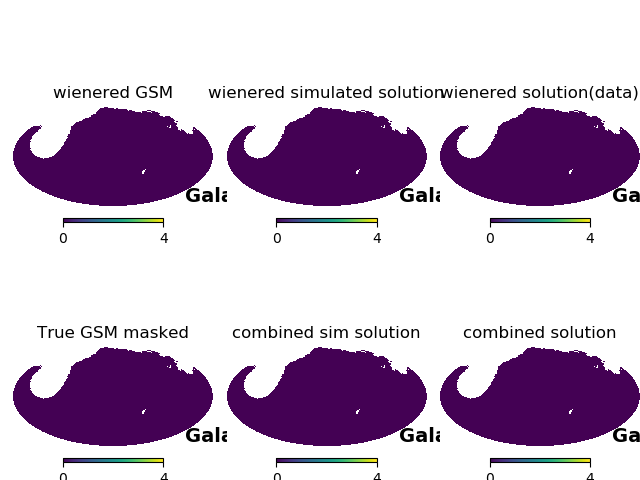 wienered GSM
wienered simulated solution
wienered solution(data)
Gala
Gala
Ga
0 4
0 4
0 4
True GSM masked
combined sim solution
combined solution
Gala
Gala
Ga
0 4
0 4
0 4